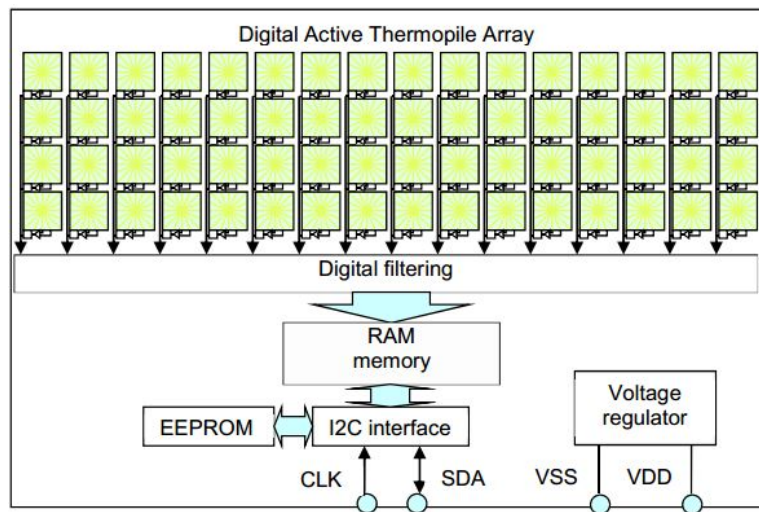 Digital Active Thermopile Array
Digital filtering
RAM
memory
Voltage
regulator
EEPROM
I2C interface
CLK
SDA
VSS
VDD